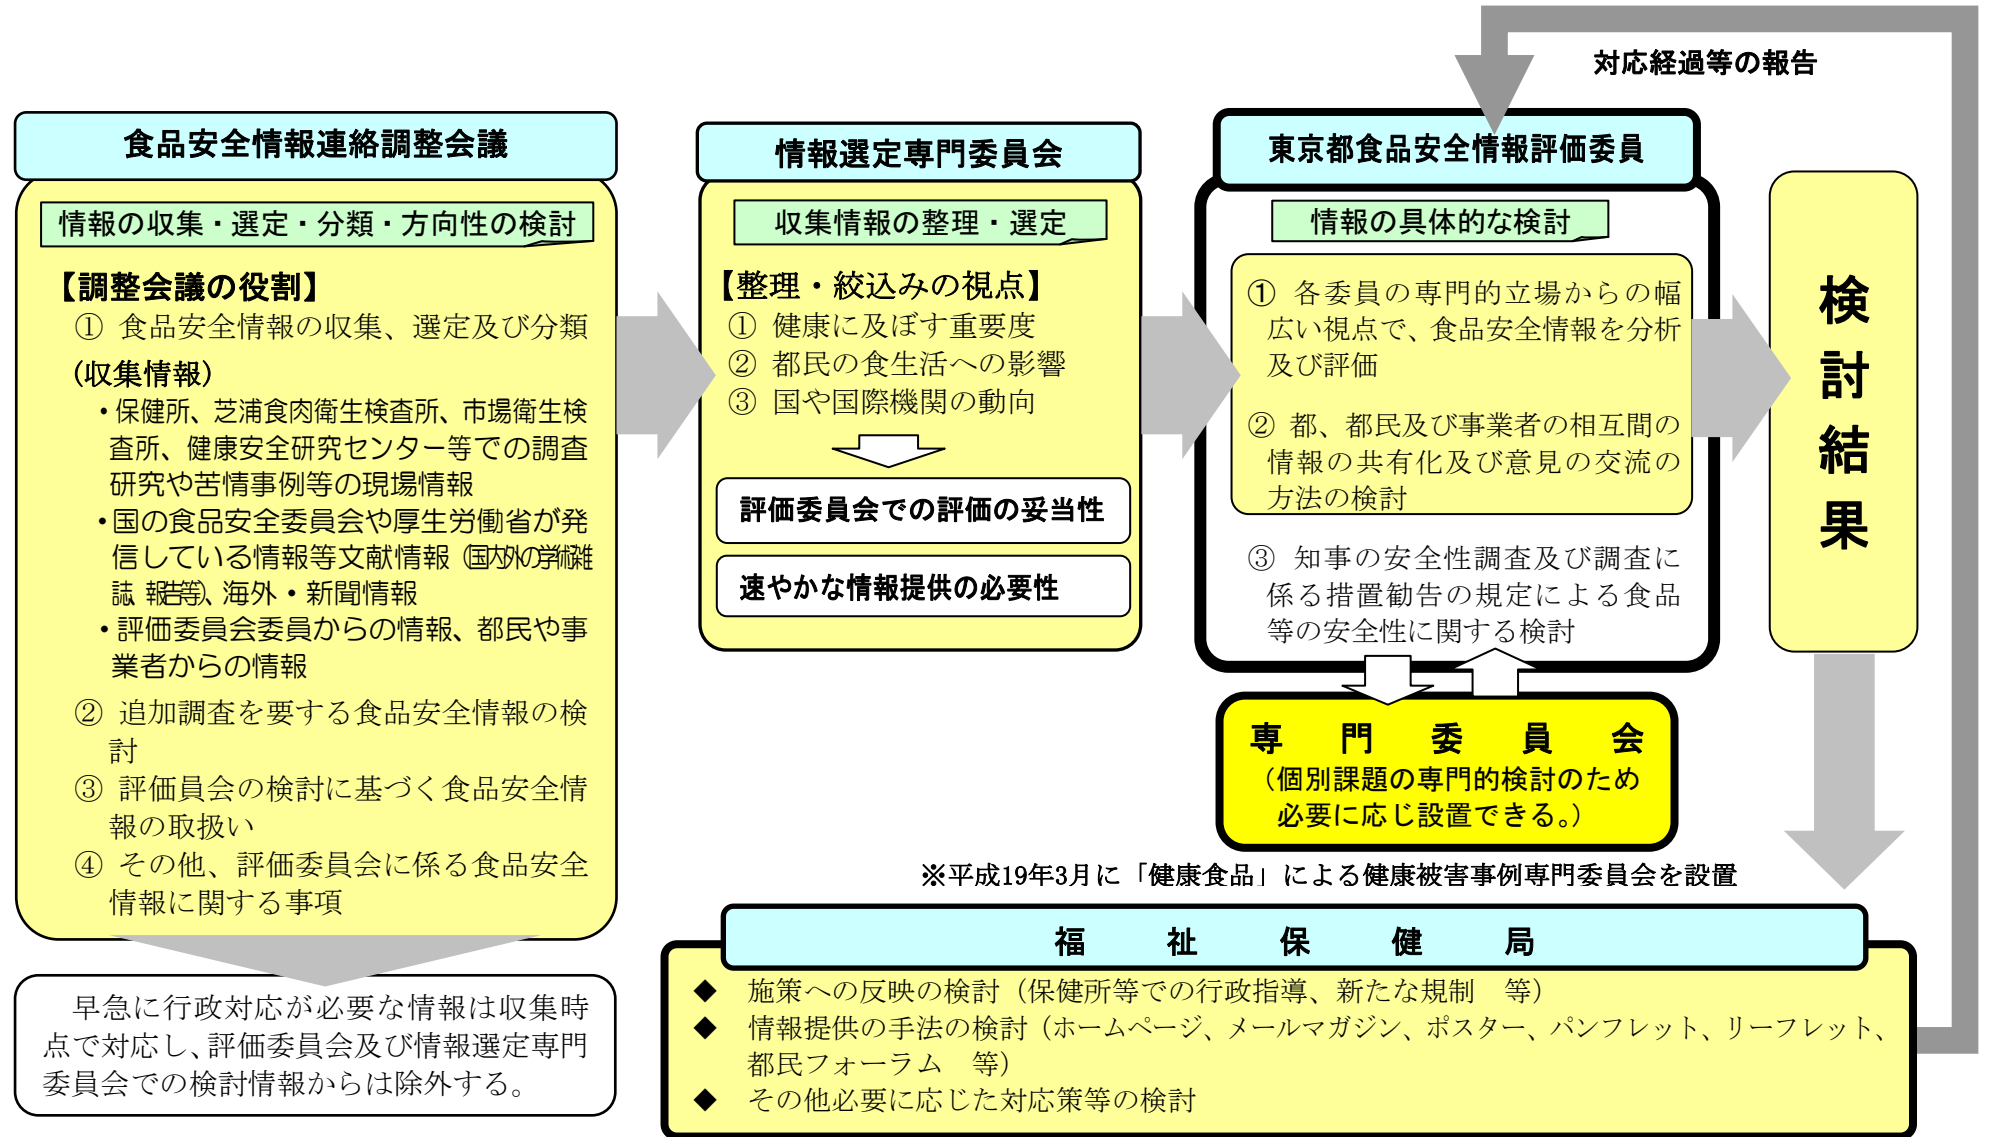 対応経過等の報告
食品安全情報連絡調整会議
情報の収集・選定・分類・方向性の検討
【調整会議の役割】
① 食品安全情報の収集、選定及び分類
(収集情報)
・保健所、芝浦食肉衛生検査所、市場衛生検
査所、健康安全研究センター等での調査
研究や苦情事例等の現場情報
・国の食品安全委員会や厚生労働省が発
信している情報等文献情報（国内外の学術雑
誌、報告等）、海外・新聞情報
・評価委員会委員からの情報、都民や事
業者からの情報
② 追加調査を要する食品安全情報の検
討
③ 評価員会の検討に基づく食品安全情
報の取扱い
④ その他、評価委員会に係る食品安全
情報に関する事項
早急に行政対応が必要な情報は収集時
点で対応し、評価委員会及び情報選定専門
委員会での検討情報からは除外する。
情報選定専門委員会
収集情報の整理・選定
【整理・絞込みの視点】
① 健康に及ぼす重要度
② 都民の食生活への影響
③ 国や国際機関の動向
評価委員会での評価の妥当性
速やかな情報提供の必要性
東京都食品安全情報評価委員
情報の具体的な検討
① 各委員の専門的立場からの幅
広い視点で、食品安全情報を分析
及び評価
② 都、都民及び事業者の相互間の
情報の共有化及び意見の交流の
方法の検討
③ 知事の安全性調査及び調査に
係る措置勧告の規定による食品
等の安全性に関する検討
専門委員会
（個別課題の専門的検討のため
必要に応じ設置できる。）
※平成19年3月に「健康食品」による健康被害事例専門委員会を設置
検討結果
福祉保健局
◆ 施策への反映の検討（保健所等での行政指導、新たな規制 等）
◆ 情報提供の手法の検討（ホームページ、メールマガジン、ポスター、パンフレット、リーフレット、
都民フォーラム 等）
◆ その他必要に応じた対応策等の検討